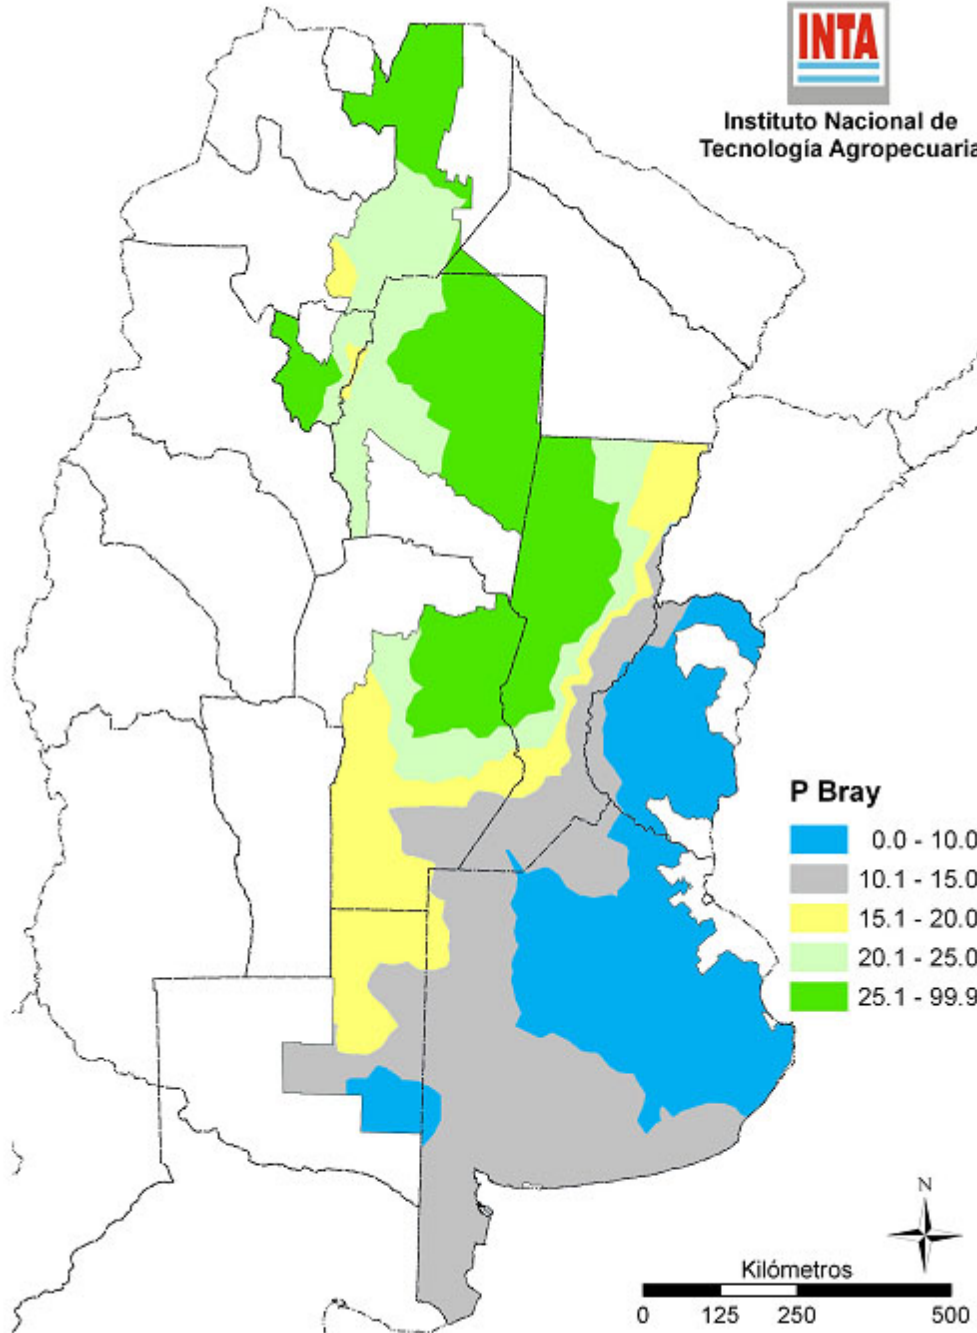 INTA
Instituto Nacional de
Tecnología Agropecuaria
P Bray
0.0 - 10.0
10.1 - 15.0
15.1 - 20.0
20.1 - 25.0
25.1 - 99.9
N
Kilómetros
0 125 250 500